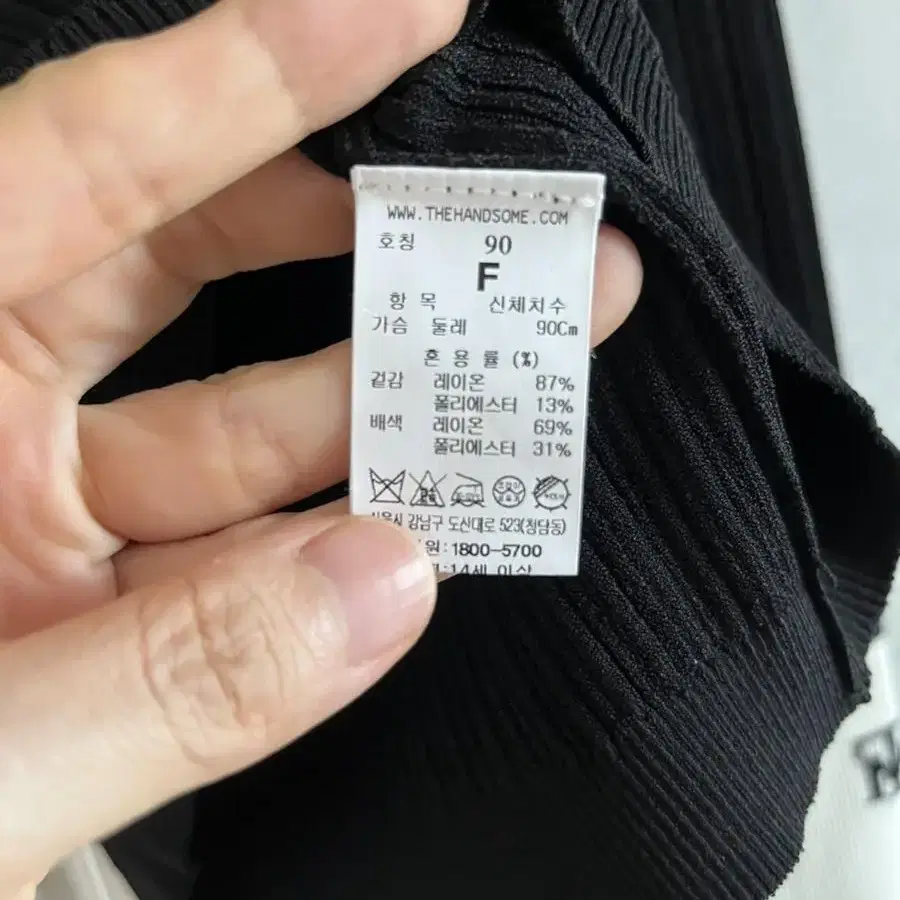 WWW.THEHANDSOME.COM
호칭 90
F
항 목 신체치수
가슴 둘레 90Cm
혼 용 률 (%)
겉감 레이온 87%
폴리에스터 13%
배색 레이온 69%
폴리에스터 31%
강남구 도산대로 523(청담동)
:1800-5700
:14세 이상